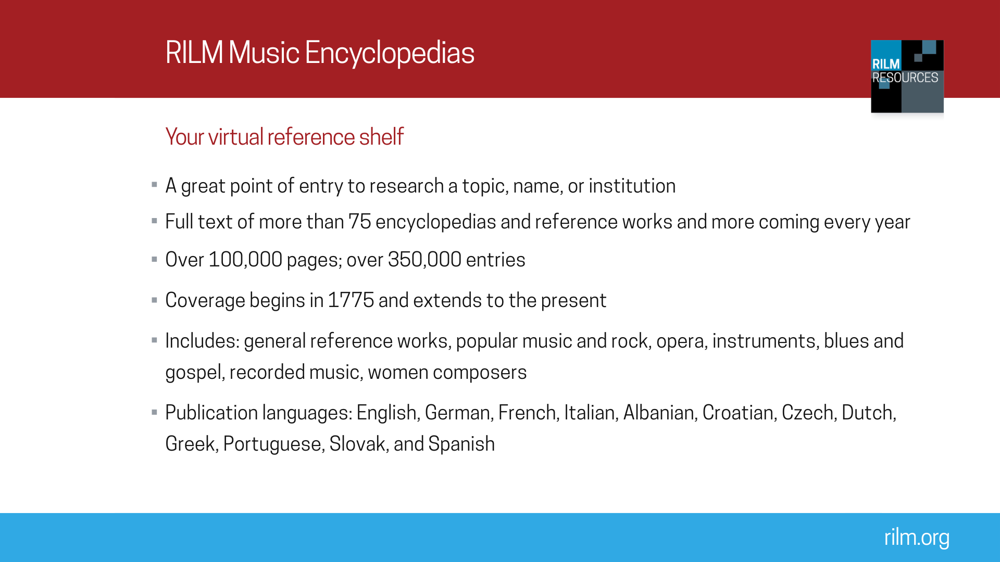 RILM Music Encyclopedias
RILM
RESOURCES
Your virtual reference shelf
▪ A great point of entry to research a topic, name, or institution
▪ Full text of more than 75 encyclopedias and reference works and more coming every year
▪ Over 100,000 pages; over 350,000 entries
▪ Coverage begins in 1775 and extends to the present
▪ Includes: general reference works, popular music and rock, opera, instruments, blues and
gospel, recorded music, women composers
▪ Publication languages: English, German, French, Italian, Albanian, Croatian, Czech, Dutch,
Greek, Portuguese, Slovak, and Spanish
rilm.org